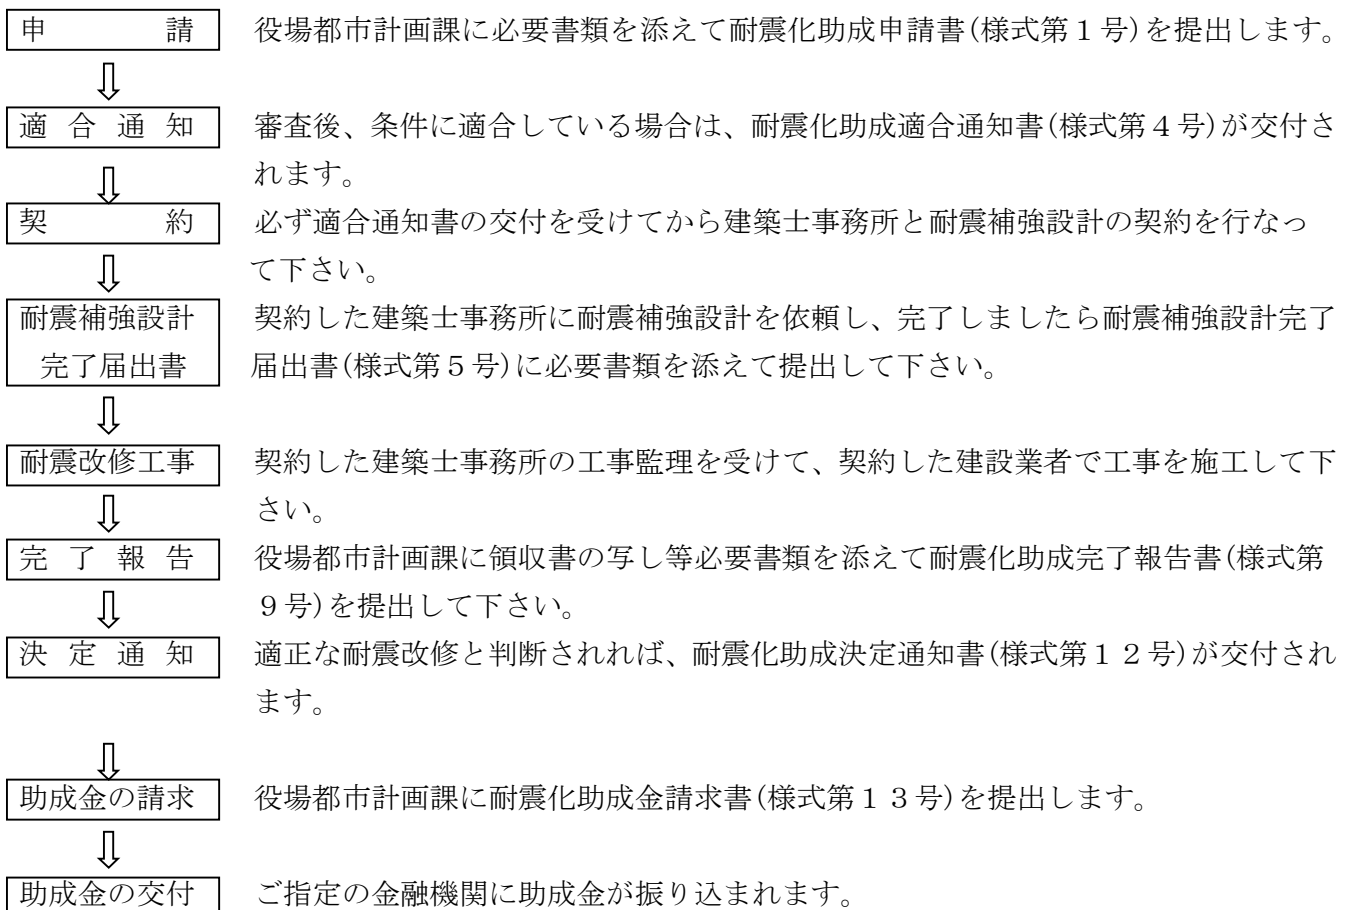 申請 役場都市計画課に必要書類を添えて耐震化助成申請書(様式第１号)を提出します。
適合通知 審査後、条件に適合している場合は、耐震化助成適合通知書(様式第４号)が交付さ
れます。
契約 必ず適合通知書の交付を受けてから建築士事務所と耐震補強設計の契約を行なっ
て下さい。
耐震補強設計 契約した建築士事務所に耐震補強設計を依頼し、完了しましたら耐震補強設計完了
完了届出書 届出書(様式第５号)に必要書類を添えて提出して下さい。
耐震改修工事 契約した建築士事務所の工事監理を受けて、契約した建設業者で工事を施工して下
さい。
完了報告 役場都市計画課に領収書の写し等必要書類を添えて耐震化助成完了報告書(様式第
９号)を提出して下さい。
決定通知 適正な耐震改修と判断されれば、耐震化助成決定通知書(様式第１２号)が交付され
ます。
助成金の請求 役場都市計画課に耐震化助成金請求書(様式第１３号)を提出します。
助成金の交付 ご指定の金融機関に助成金が振り込まれます。